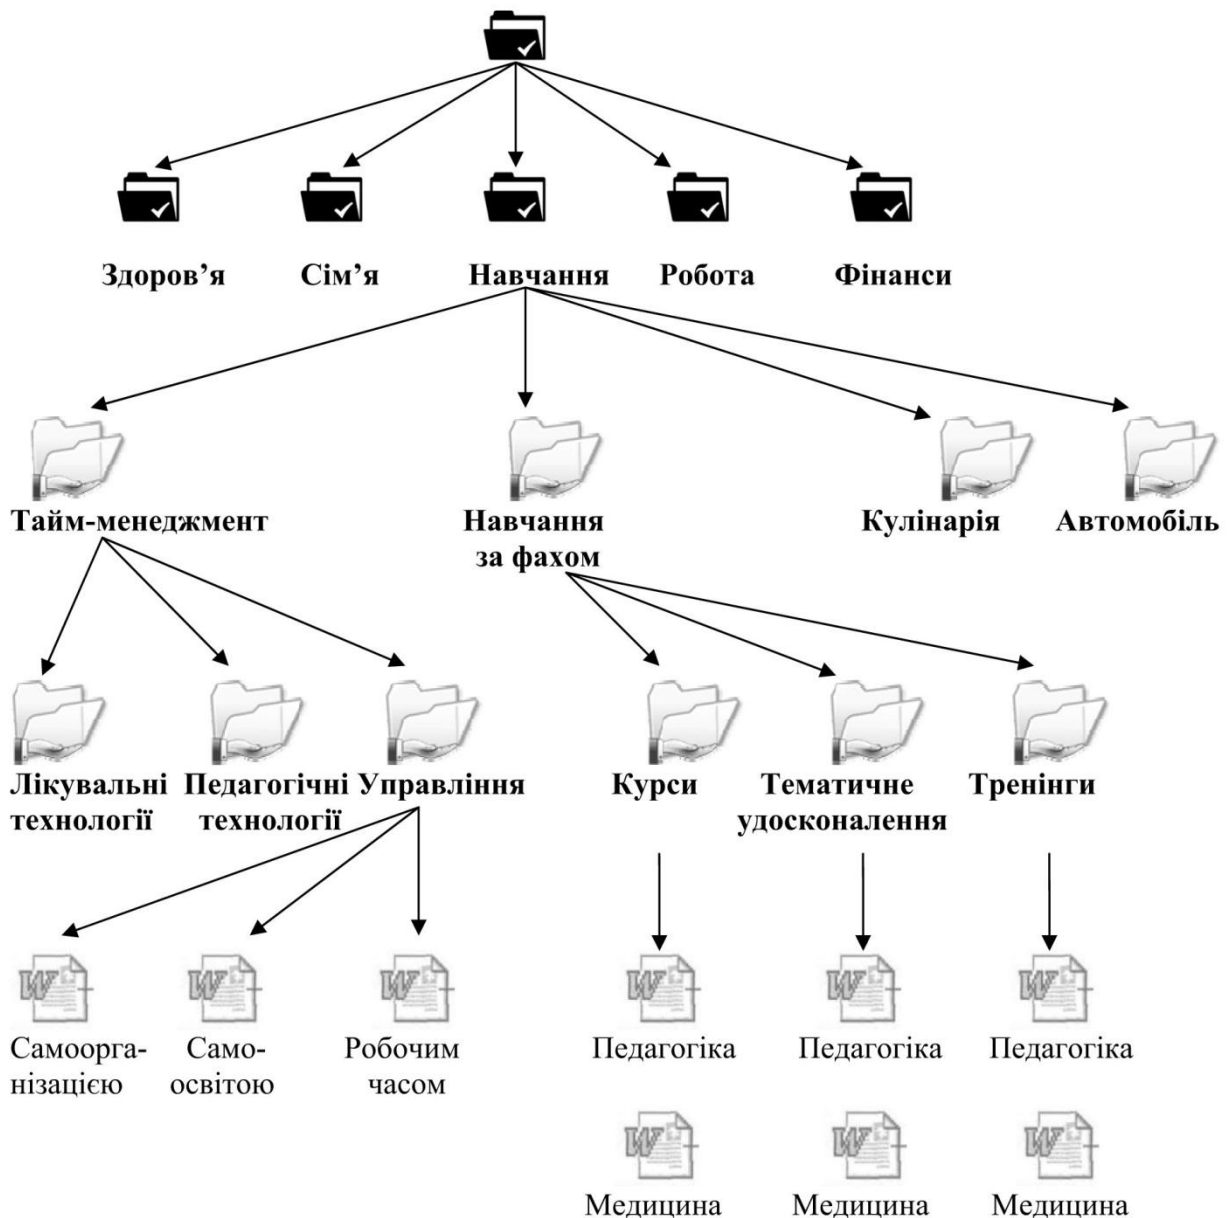 Здоров’я Сім’я Навчання Робота Фінанси
Тайм-менеджмент Навчання Кулінарія Автомобіль
за фахом
Лікувальні Педагогічні Управління Курси Тематичне Тренінги
технології технології удосконалення
Самоорга- Само- Робочим Педагогіка Педагогіка Педагогіка
нізацією освітою часом
Медицина Медицина Медицина